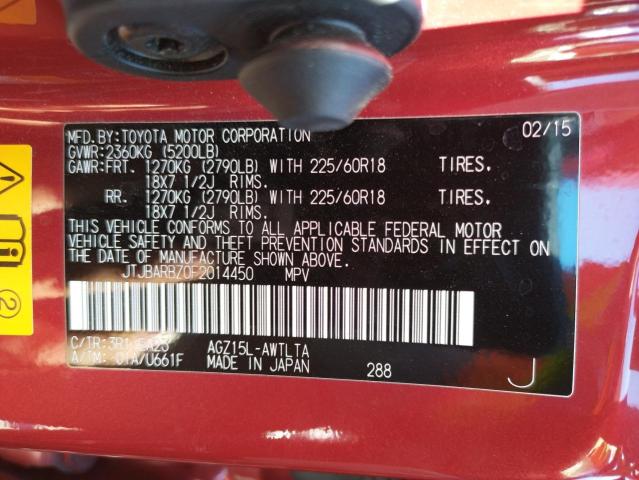 MFD.BY:TOYOTA MOTOR CORPORATION 02/15
GVWR:2360KG (5200LB)
GAWR:FRT. 1270KG (2790LB) WITH 225/60R18 TIRES.
18X7 1/2J RIMS.
RR. 1270KG (2790LB) WITH 225/60R18 TIRES.
18X7 1/2J RIMS.
THIS VEHICLE CONFORMS TO ALL APPLICABLE FEDERAL MOTOR
VEHICLE SAFETY AND THEFT PREVENTION STANDARDS IN EFFECT ON
THE DATE OF MANUFACTURE SHOWN ABOVE.
JTJBARBZ0F2014450 MPV
C/TR: AGZ15L-AWTLTA
A/TM: 01A/U661F MADE IN JAPAN 288 J
2